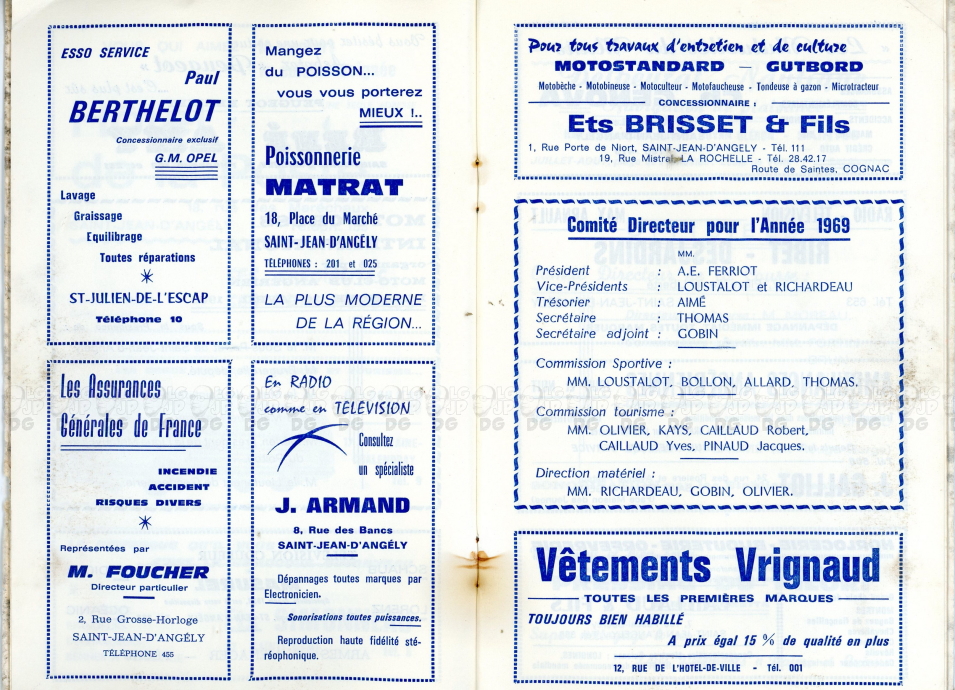 ESSO SERVICE
Paul
BERTHELOT
Concessionnaire exclusif
G.M. OPEL
Lavage
Graissage
Equilibrage
Toutes réparations
ST-JULIEN-DE-L'ESCAP
Téléphone 10
Mangez
du POISSON...
vous vous porterez
MIEUX !..
Poissonnerie
MATRAT
18, Place du Marché
SAINT-JEAN-D'ANGÉLY
TÉLÉPHONES : 201 et 025
LA PLUS MODERNE
DE LA RÉGION...
Les Assurances
Générales de France
INCENDIE
ACCIDENT
RISQUES DIVERS
Représentées par
M. FOUCHER
Directeur particulier
2, Rue Grosse-Horloge
SAINT-JEAN-D'ANGÉLY
TÉLÉPHONE 455
En RADIO
comme en TÉLÉVISION
Consultez
un spécialiste
J. ARMAND
8, Rue des Bancs
SAINT-JEAN-D'ANGÉLY
Dépannages toutes marques par
Electronicien.
Sonorisations toutes puissances.
Reproduction haute fidélité sté-
réophonique.
Pour tous travaux d'entretien et de culture
MOTOSTANDARD — GUTBORD
Motobèche - Motobineuse - Motoculteur - Motofaucheuse - Tondeuse à gazon - Microtracteur
CONCESSIONNAIRE :
Ets BRISSET & Fils
1, Rue Porte de Niort, SAINT-JEAN-D'ANGELY - Tél. 111
19, Rue Mistral LA ROCHELLE - Tél. 28.42.17
Route de Saintes, COGNAC
Comité Directeur pour l'Année 1969
MM.
Président : A.E. FERRIOT
Vice-Présidents : LOUSTALOT et RICHARDEAU
Trésorier : AIMÉ
Secrétaire : THOMAS
Secrétaire adjoint : GOBIN
Commission Sportive :
MM. LOUSTALOT, BOLLON, ALLARD, THOMAS.
Commission tourisme :
MM. OLIVIER, KAYS, CAILLAUD Robert,
CAILLAUD Yves, PINAUD Jacques.
Direction matériel :
MM. RICHARDEAU, GOBIN, OLIVIER.
Vêtements Vrignaud
TOUTES LES PREMIÈRES MARQUES
TOUJOURS BIEN HABILLÉ
A prix égal 15 % de qualité en plus
12, RUE DE L'HOTEL-DE-VILLE - Tél. 001